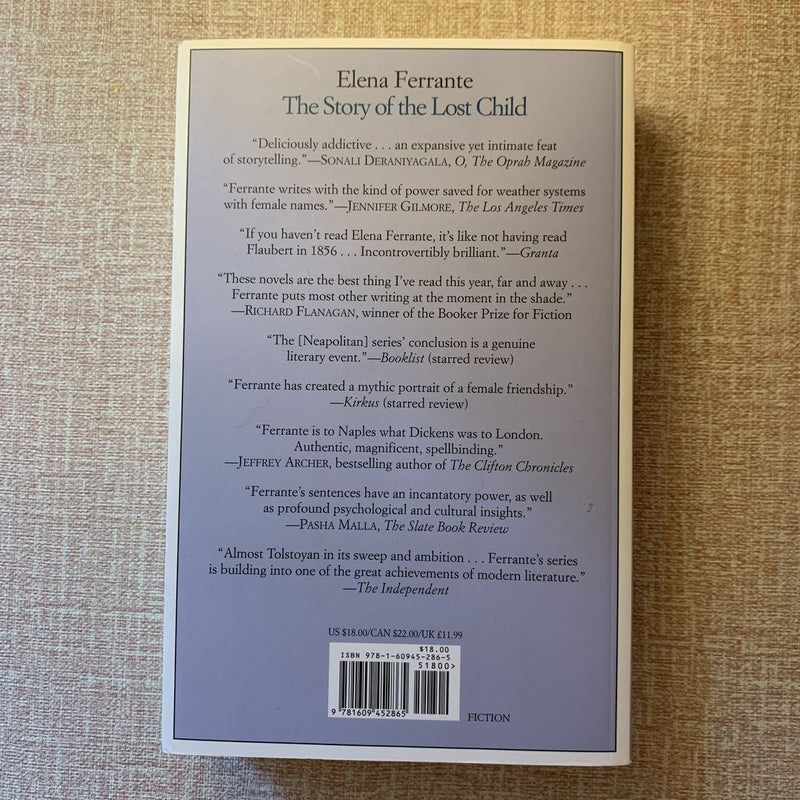 Elena Ferrante
The Story of the Lost Child
“Deliciously addictive . . . an expansive yet intimate feat
of storytelling.”—SONALI DERANIYAGALA, O, The Oprah Magazine
“Ferrante writes with the kind of power saved for weather systems
with female names.”—JENNIFER GILMORE, The Los Angeles Times
“If you haven’t read Elena Ferrante, it’s like not having read
Flaubert in 1856 . . . Incontrovertibly brilliant.”—Granta
“These novels are the best thing I’ve read this year, far and away . . .
Ferrante puts most other writing at the moment in the shade.”
—RICHARD FLANAGAN, winner of the Booker Prize for Fiction
“The [Neapolitan] series’ conclusion is a genuine
literary event.”—Booklist (starred review)
“Ferrante has created a mythic portrait of a female friendship.”
—Kirkus (starred review)
“Ferrante is to Naples what Dickens was to London.
Authentic, magnificent, spellbinding.”
—JEFFREY ARCHER, bestselling author of The Clifton Chronicles
“Ferrante’s sentences have an incantatory power, as well
as profound psychological and cultural insights.”
—PASHA MALLA, The Slate Book Review
“Almost Tolstoyan in its sweep and ambition . . . Ferrante’s series
is building into one of the great achievements of modern literature.”
—The Independent
US $18.00/CAN $22.00/UK £11.99
$18.00
ISBN 978-1-60945-286-5
51800>
9 781609 452865
FICTION